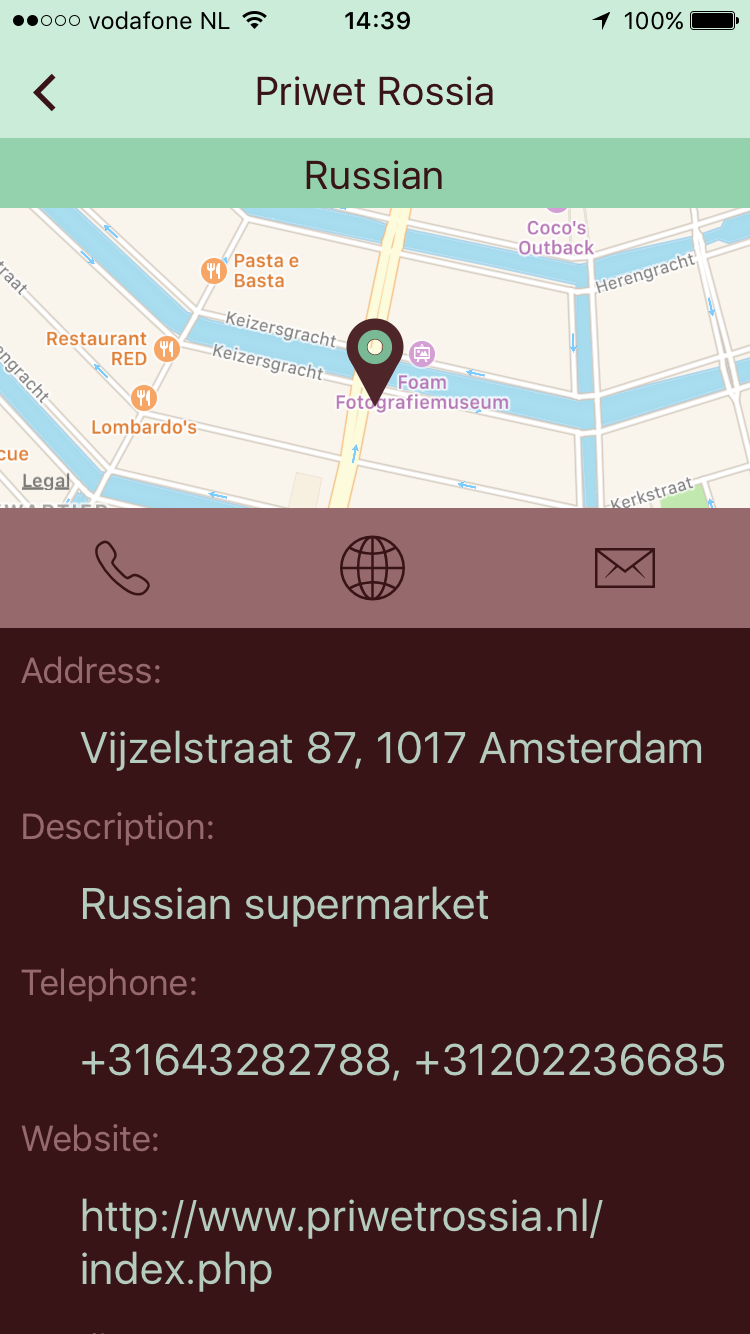 vodafone NL 14:39 100%
Priwet Rossia
Russian
Coco's
Outback
Herengracht
Pasta e
Basta
Keizersgracht
Keizersgracht
Restaurant
RED
Foam
Fotografiemuseum
Lombardo's
Legal
Kerkstraat
Address:
Vijzelstraat 87, 1017 Amsterdam
Description:
Russian supermarket
Telephone:
+31643282788, +31202236685
Website:
http://www.priwetrossia.nl/
index.php